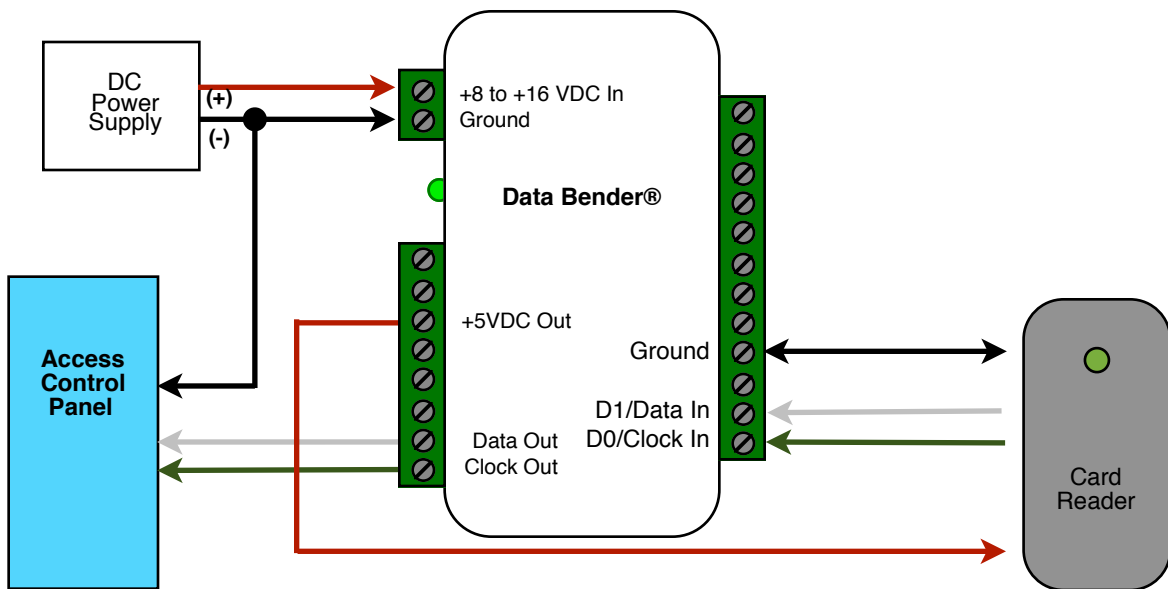 DC
Power
Supply
(+)
(-)
+8 to +16 VDC In
Ground
Data Bender®
+5VDC Out
Ground
D1/Data In
D0/Clock In
Data Out
Clock Out
Access
Control
Panel
Card
Reader